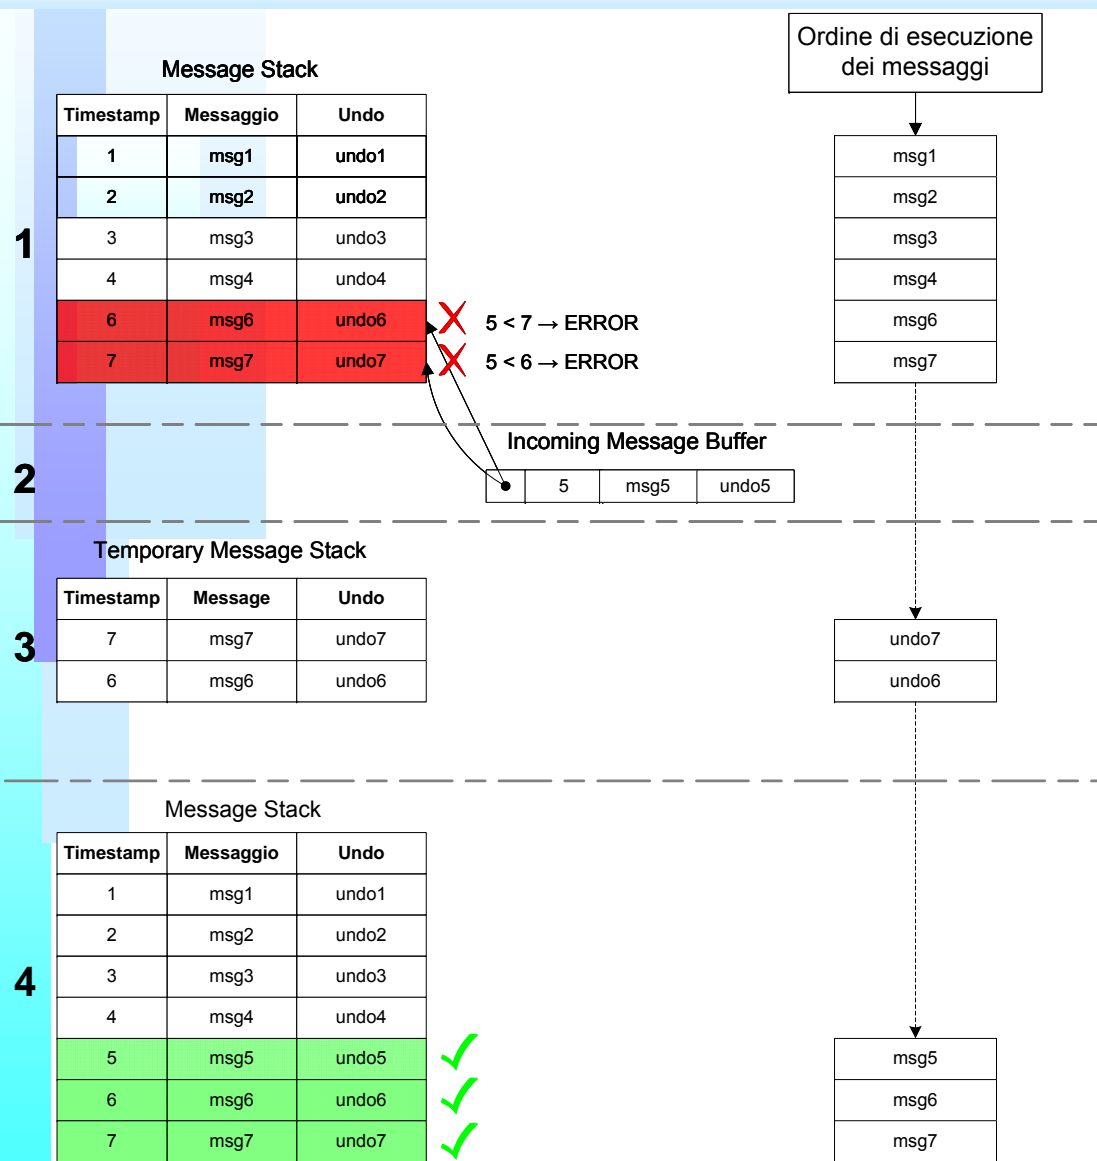 Ordine di esecuzione
dei messaggi
Message Stack
Timestamp Messaggio Undo
1 msg1 undo1
2 msg2 undo2
3 msg3 undo3
4 msg4 undo4
6 msg6 undo6
7 msg7 undo7
1
5 < 7 → ERROR
5 < 6 → ERROR
msg1
msg2
msg3
msg4
msg6
msg7
2
Incoming Message Buffer
5 msg5 undo5
Temporary Message Stack
Timestamp Message Undo
7 msg7 undo7
6 msg6 undo6
3
undo7
undo6
Message Stack
Timestamp Messaggio Undo
1 msg1 undo1
2 msg2 undo2
3 msg3 undo3
4 msg4 undo4
5 msg5 undo5
6 msg6 undo6
7 msg7 undo7
4
msg5
msg6
msg7